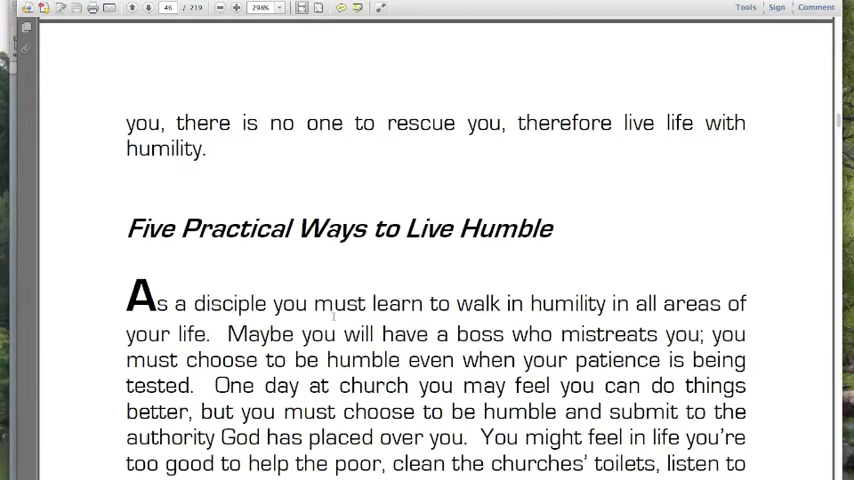 46 / 219 298% Tools Sign Comment
you, there is no one to rescue you, therefore live life with
humility.
Five Practical Ways to Live Humble
As a disciple you must learn to walk in humility in all areas of
your life. Maybe you will have a boss who mistreats you; you
must choose to be humble even when your patience is being
tested. One day at church you may feel you can do things
better, but you must choose to be humble and submit to the
authority God has placed over you. You might feel in life you're
too good to help the poor, clean the churches' toilets, listen to